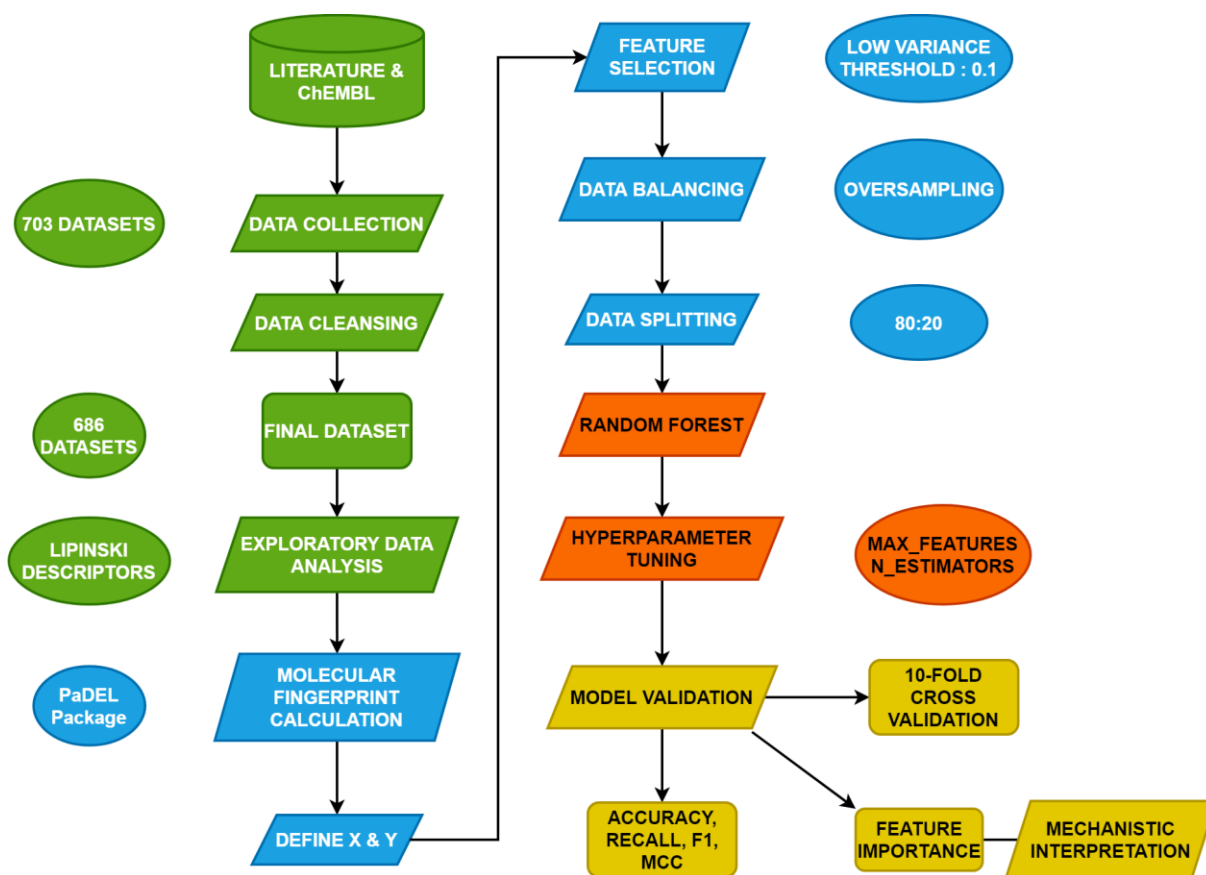 LITERATURE &
ChEMBL
703 DATASETS
DATA COLLECTION
DATA CLEANSING
686
DATASETS
FINAL DATASET
LIPINSKI
DESCRIPTORS
EXPLORATORY DATA
ANALYSIS
PaDEL
Package
MOLECULAR
FINGERPRINT
CALCULATION
DEFINE X & Y
FEATURE
SELECTION
LOW VARIANCE
THRESHOLD : 0.1
DATA BALANCING
OVERSAMPLING
DATA SPLITTING
80:20
RANDOM FOREST
HYPERPARAMETER
TUNING
MAX_FEATURES
N_ESTIMATORS
MODEL VALIDATION
10-FOLD
CROSS
VALIDATION
ACCURACY,
RECALL, F1,
MCC
FEATURE
IMPORTANCE
MECHANISTIC
INTERPRETATION